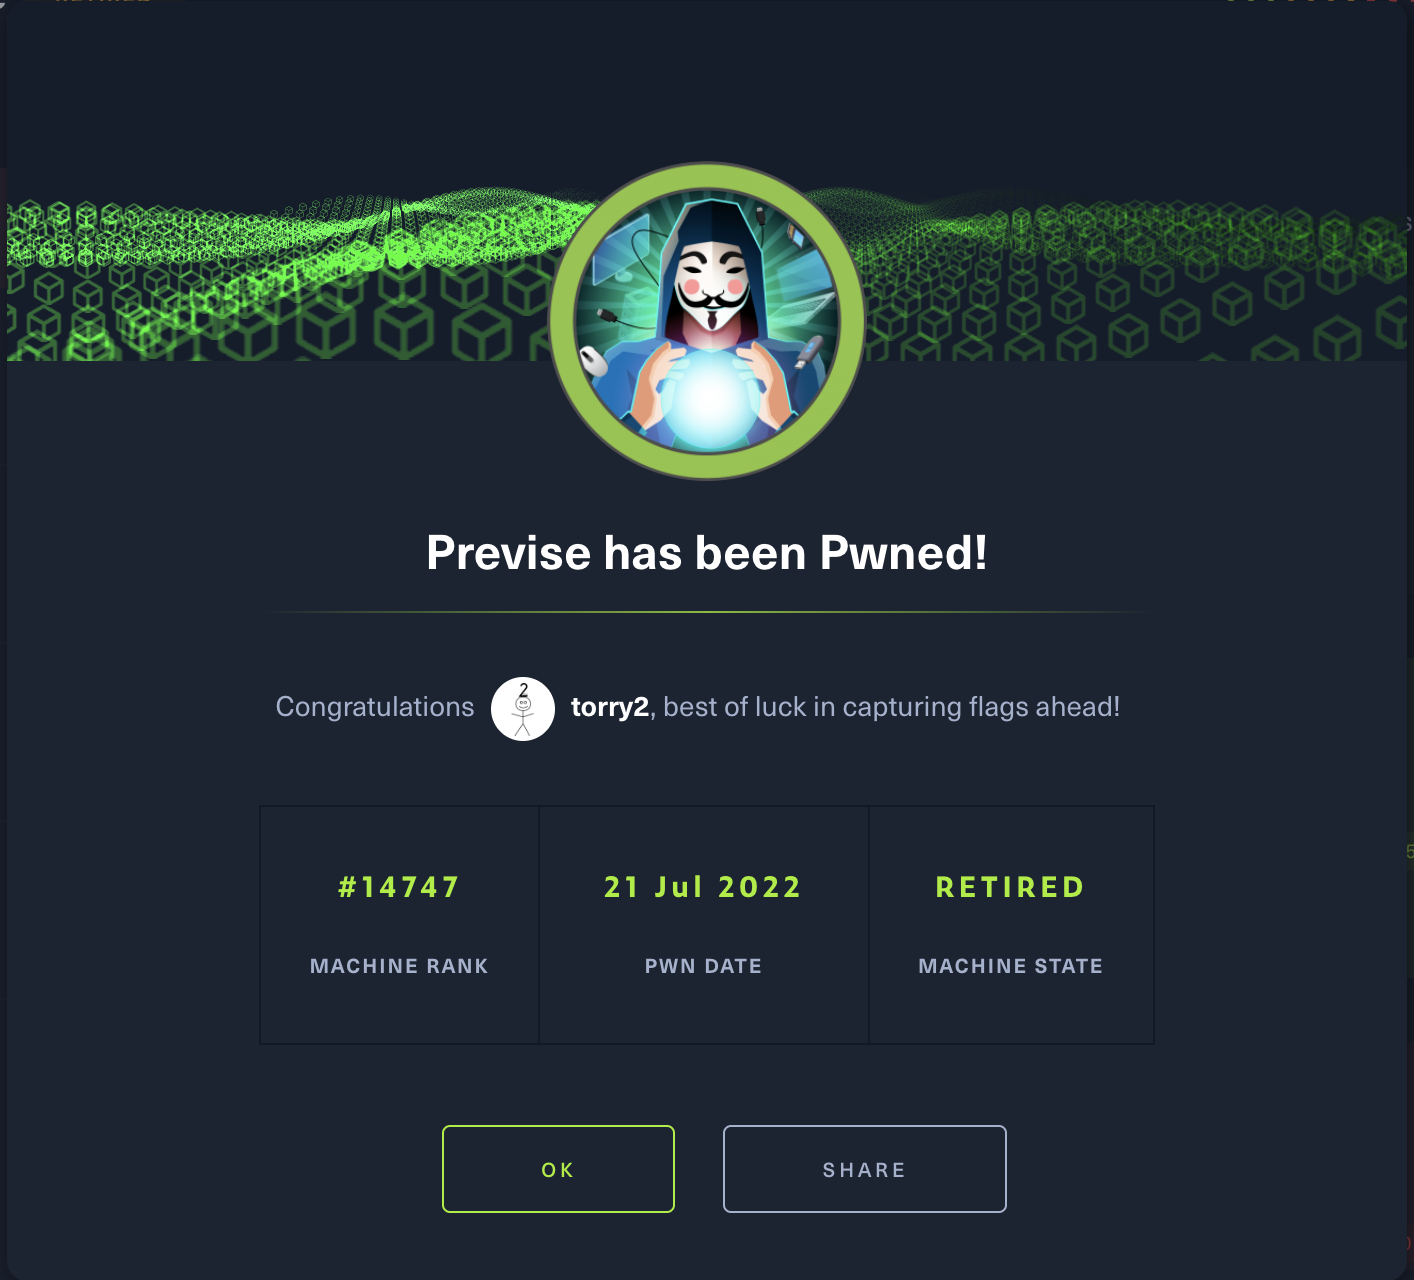 Previse has been Pwned!
Congratulations 2 torry2, best of luck in capturing flags ahead!
#14747 21 Jul 2022 RETIRED
MACHINE RANK PWN DATE MACHINE STATE
OK SHARE